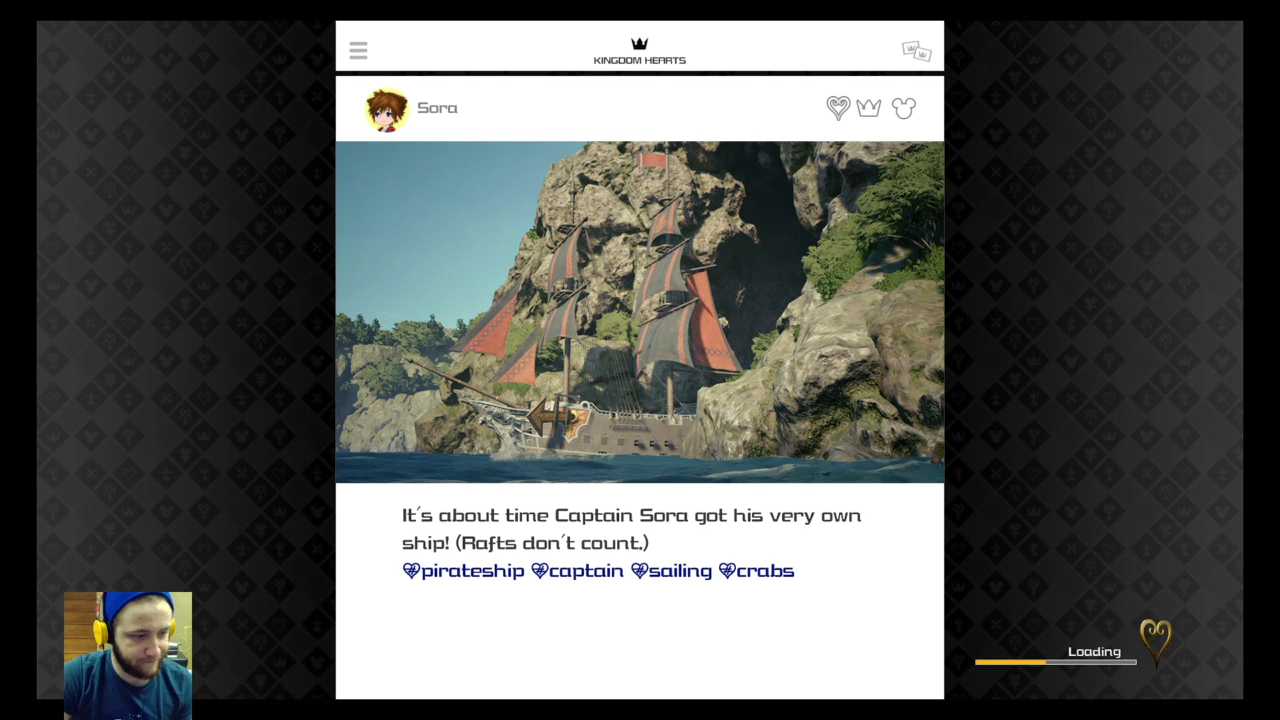 KINGDOM HEARTS
Sora
It's about time Captain Sora got his very own
ship! (Rafts don't count.)
pirateship captain sailing crabs
Loading